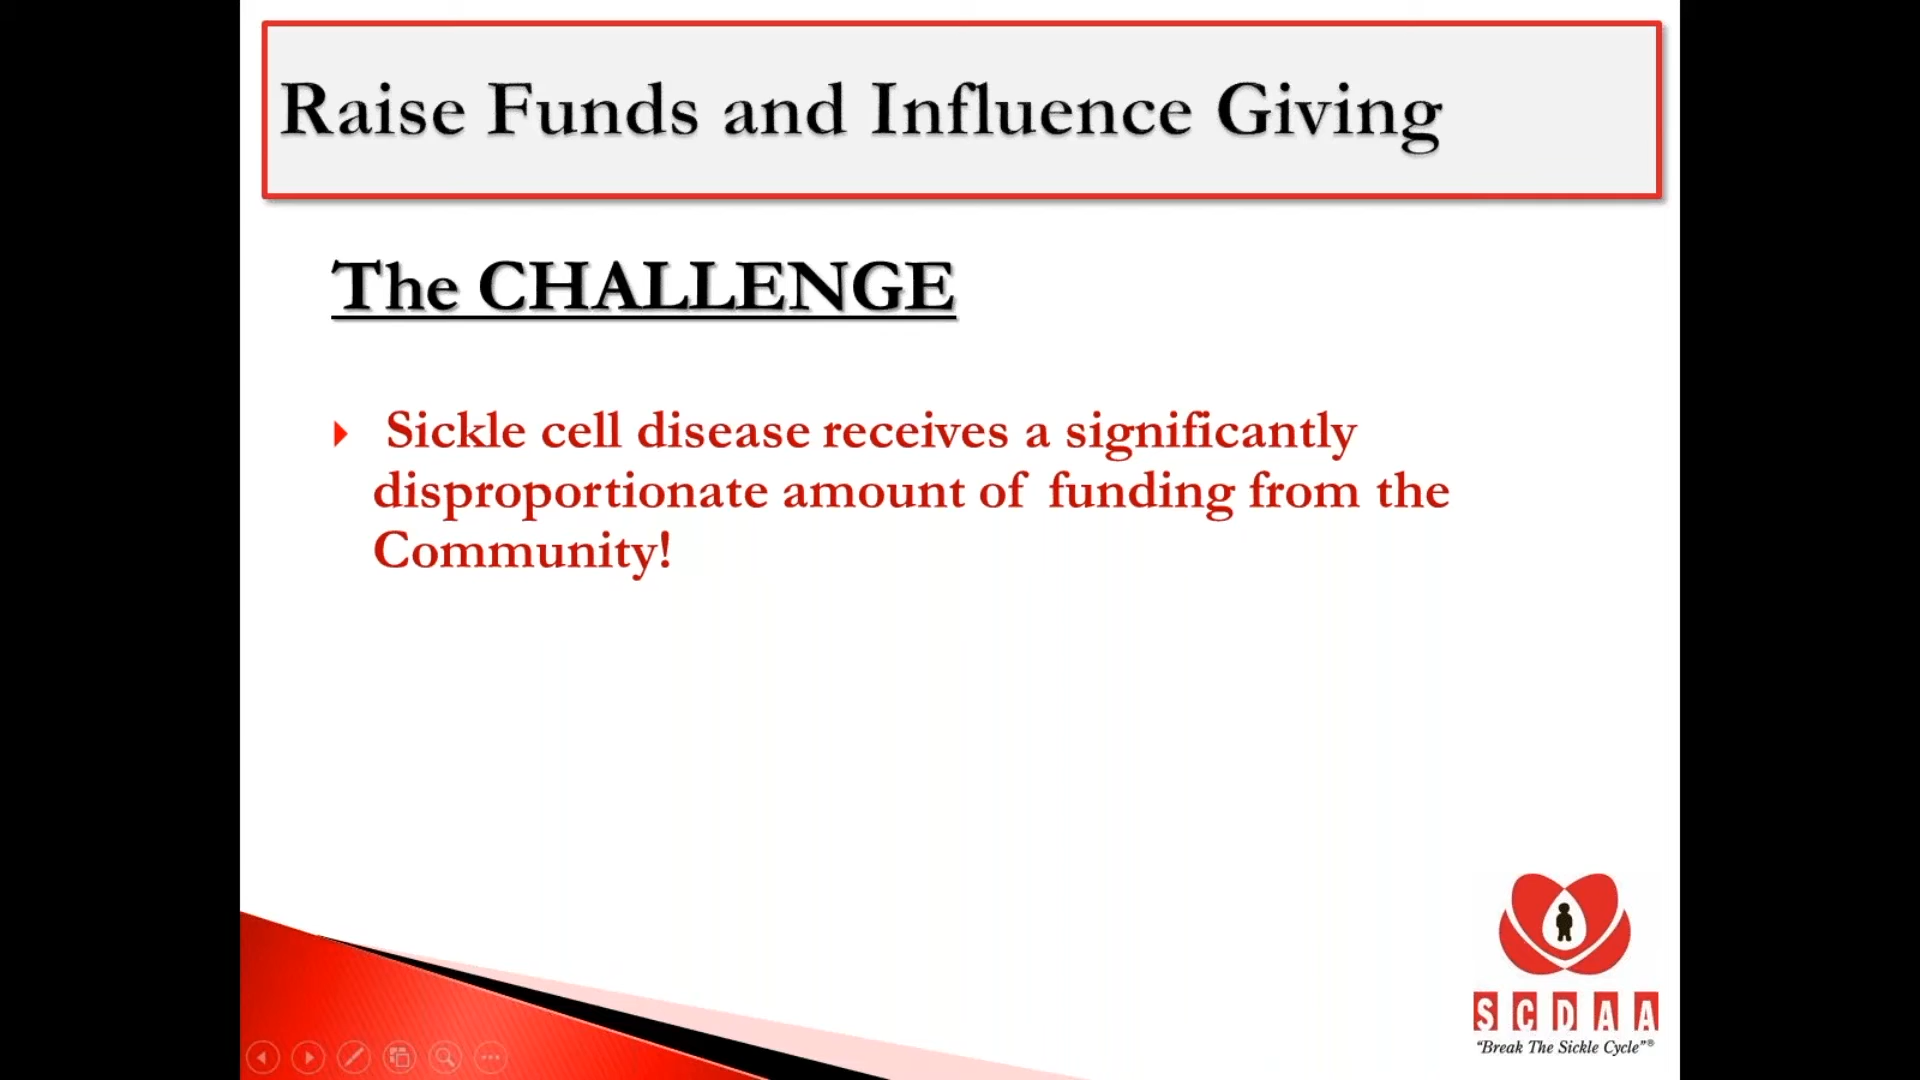 Raise Funds and Influence Giving
The CHALLENGE
Sickle cell disease receives a significantly
disproportionate amount of funding from the
Community!
SCDAA
"Break The Sickle Cycle"®